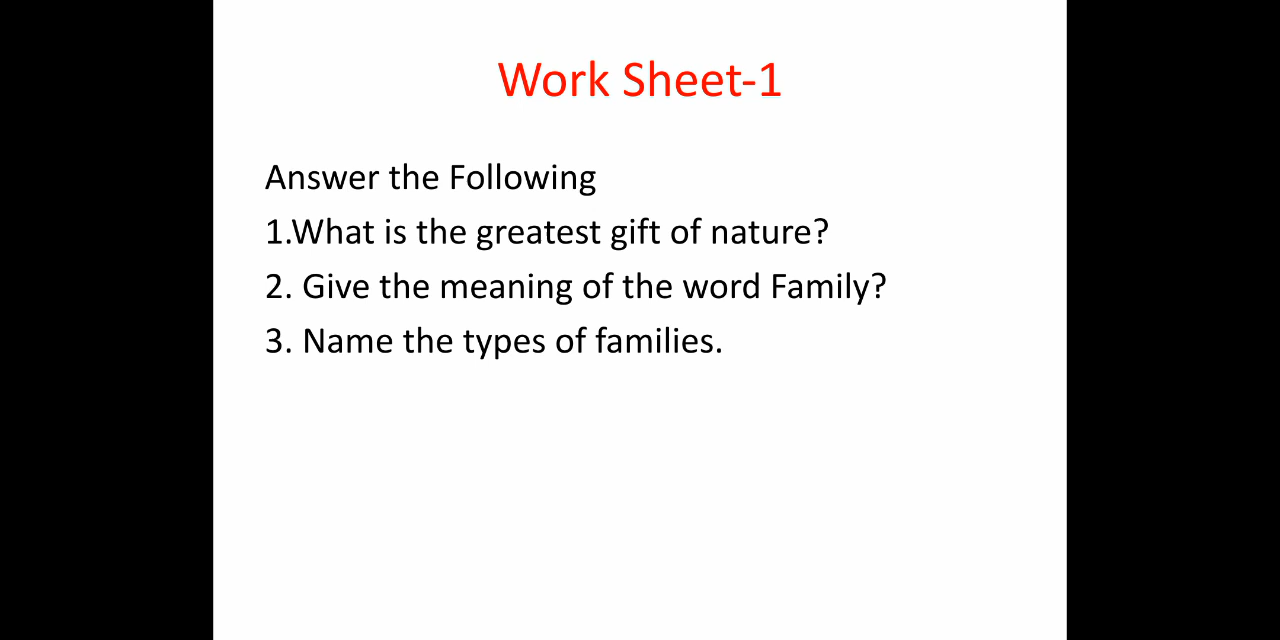 Work Sheet-1
Answer the Following
1.What is the greatest gift of nature?
2. Give the meaning of the word Family?
3. Name the types of families.